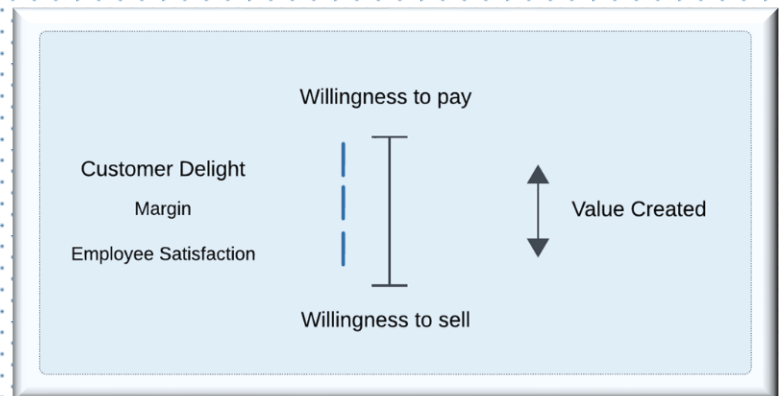 Willingness to pay
Customer Delight
Margin
Value Created
Employee Satisfaction
Willingness to sell